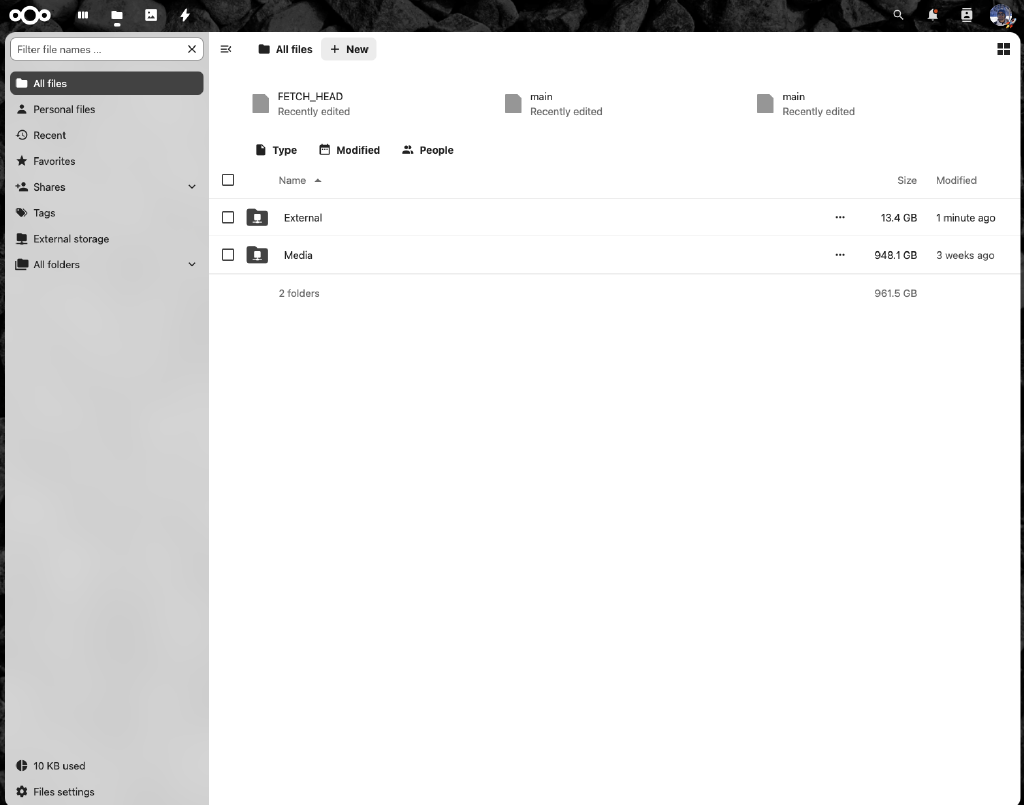 Filter file names ...
All files
Personal files
Recent
Favorites
Shares
Tags
External storage
All folders
10 KB used
Files settings
All files
New
FETCH_HEAD
Recently edited
main
Recently edited
main
Recently edited
Type Modified People
Name Size Modified
External ... 13.4 GB 1 minute ago
Media ... 948.1 GB 3 weeks ago
2 folders 961.5 GB